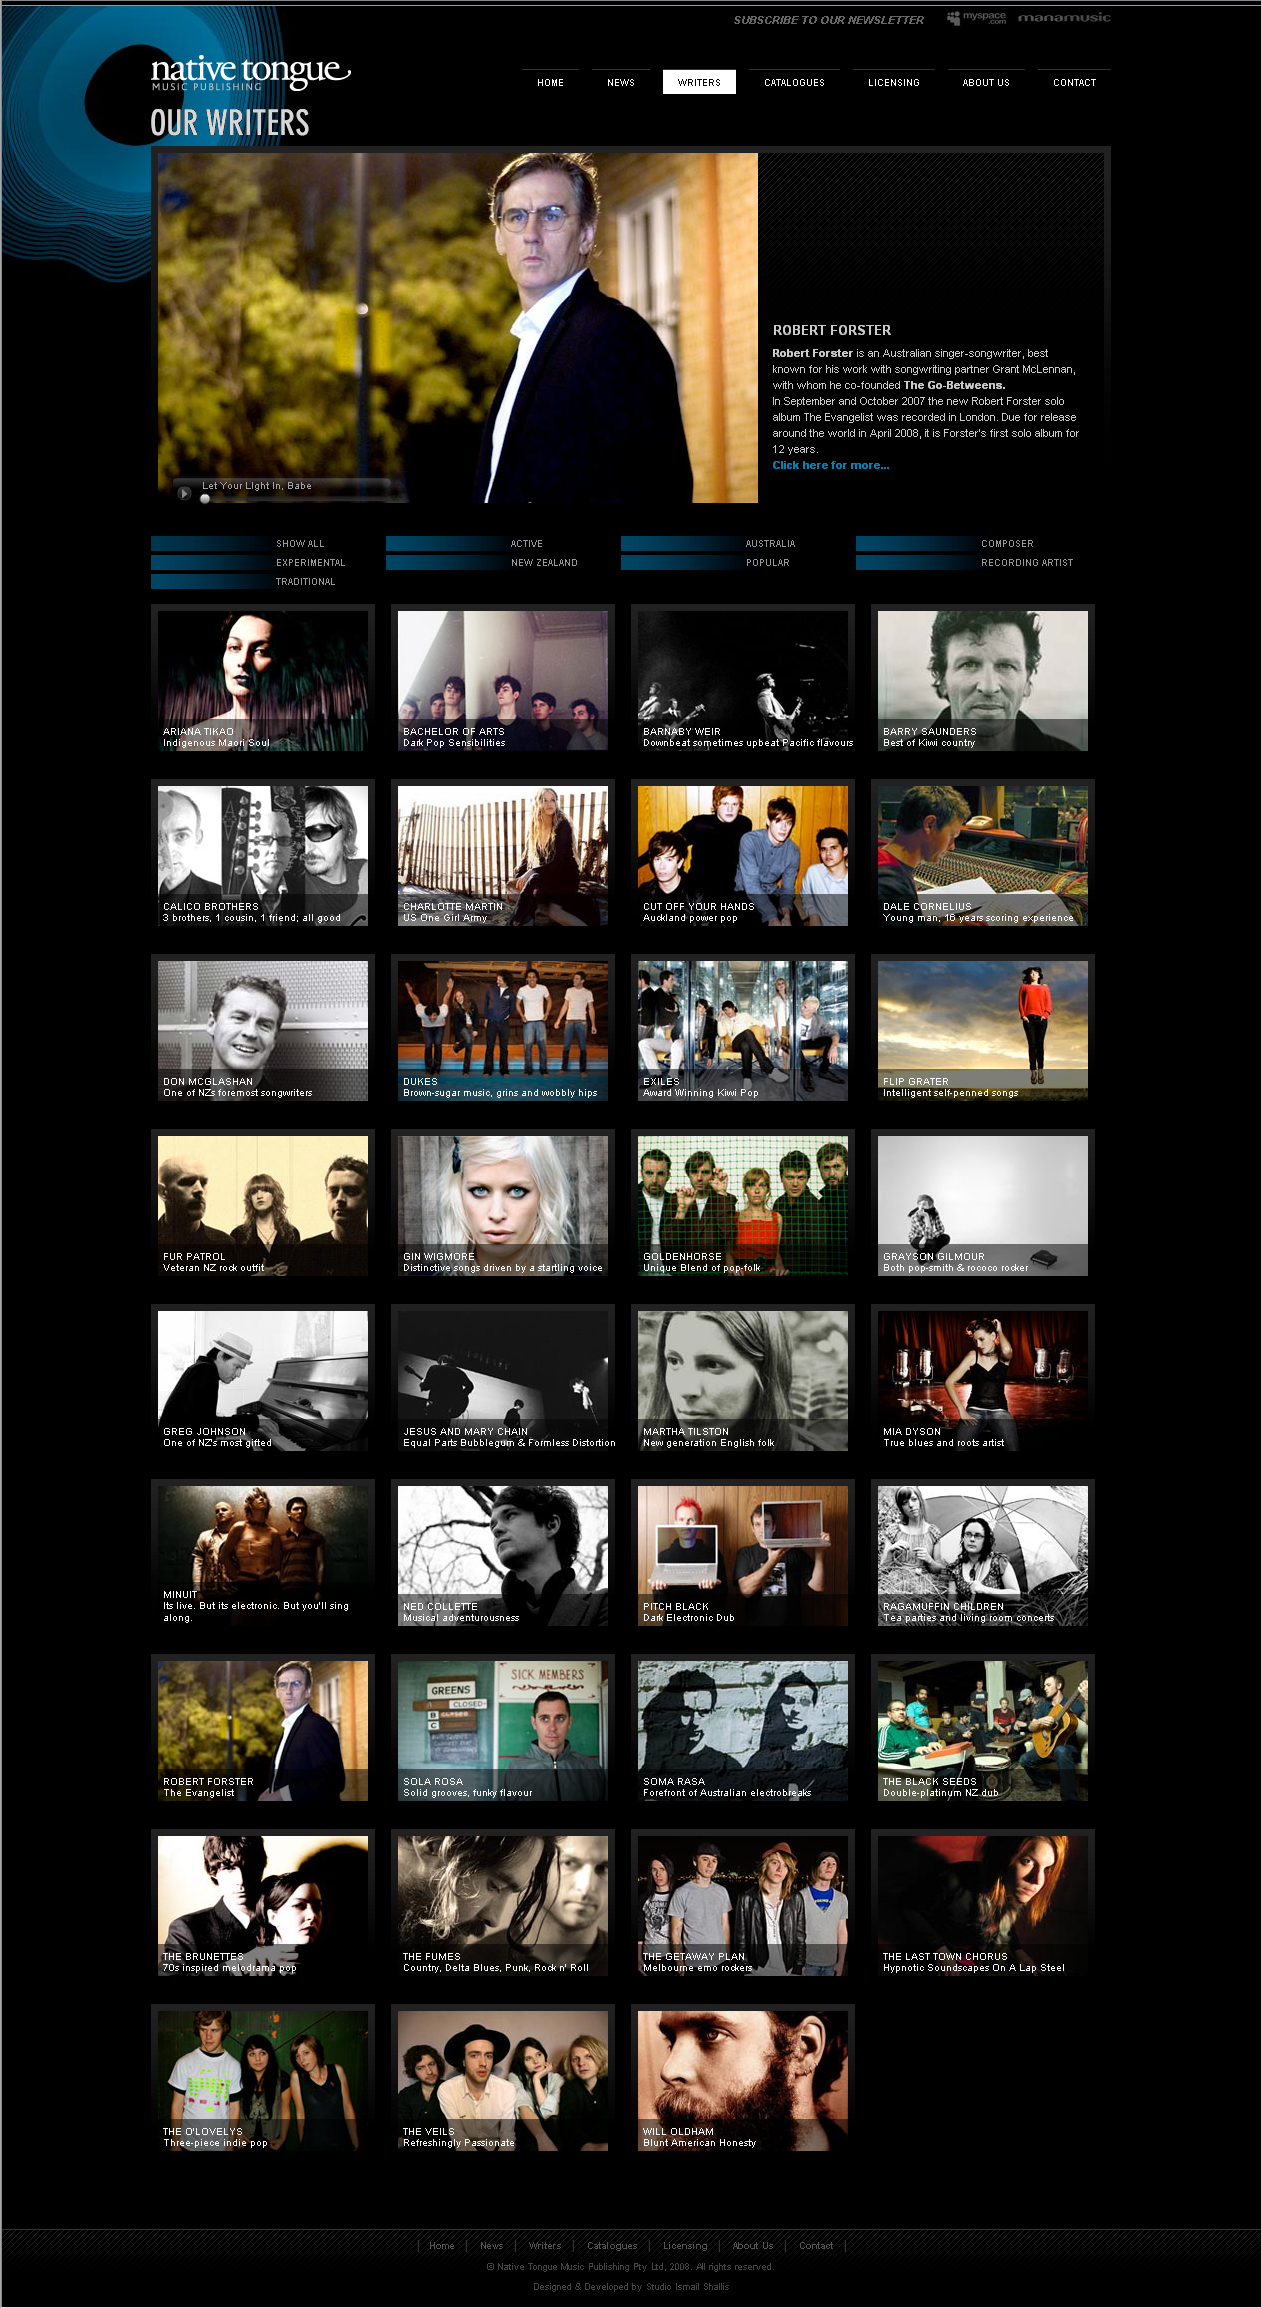 SUBSCRIBE TO OUR NEWSLETTER
myspace.com
manamusic
native tongue
MUSIC PUBLISHING
HOME
NEWS
WRITERS
CATALOGUES
LICENSING
ABOUT US
CONTACT
OUR WRITERS
ROBERT FORSTER
Robert Forster is an Australian singer-songwriter, best
known for his work with songwriting partner Grant McLennan,
with whom he co-founded The Go-Betweens.
In September and October 2007 the new Robert Forster solo
album The Evangelist was recorded in London. Due for release
around the world in April 2008, it is Forster's first solo album for
12 years.
Click here for more...
Let Your Light In, Babe
SHOW ALL
ACTIVE
AUSTRALIA
COMPOSER
EXPERIMENTAL
NEW ZEALAND
POPULAR
RECORDING ARTIST
TRADITIONAL
ARIANA TIKAO
Indigenous Maori Soul
BACHELOR OF ARTS
Dark Pop Sensibilities
BARNABY WEIR
Downbeat sometimes upbeat Pacific flavours
BARRY SAUNDERS
Best of Kiwi country
CALICO BROTHERS
3 brothers, 1 cousin, 1 friend; all good
CHARLOTTE MARTIN
US One Girl Army
CUT OFF YOUR HANDS
Auckland power pop
DALE CORNELIUS
Young man, 16 years scoring experience
DON MCGLASHAN
One of NZs foremost songwriters
DUKES
Brown-sugar music, grins and wobbly hips
EXILES
Award Winning Kiwi Pop
FLIP GRATER
Intelligent self-penned songs
FUR PATROL
Veteran NZ rock outfit
GIN WIGMORE
Distinctive songs driven by a startling voice
GOLDENHORSE
Unique Blend of pop-folk
GRAYSON GILMOUR
Both pop-smith & rococo rocker
GREG JOHNSON
One of NZ's most gifted
JESUS AND MARY CHAIN
Equal Parts Bubblegum & Formless Distortion
MARTHA TILSTON
New generation English folk
MIA DYSON
True blues and roots artist
MINUIT
Its live. But its electronic. But you'll sing
along.
NED COLLETTE
Musical adventurousness
PITCH BLACK
Dark Electronic Dub
RAGAMUFFIN CHILDREN
Tea parties and living room concerts
ROBERT FORSTER
The Evangelist
GREENS
CLOSED
SICK MEMBERS
SOLA ROSA
Solid grooves, funky flavour
SOMA RASA
Forefront of Australian electrobreaks
THE BLACK SEEDS
Double-platinum NZ dub
THE BRUNETTES
70s inspired melodrama pop
THE FUMES
Country, Delta Blues, Punk, Rock n' Roll
THE GETAWAY PLAN
Melbourne emo rockers
THE LAST TOWN CHORUS
Hypnotic Soundscapes On A Lap Steel
THE O'LOVELYS
Three-piece indie pop
THE VEILS
Refreshingly Passionate
WILL OLDHAM
Blunt American Honesty
Home | News | Writers | Catalogues | Licensing | About Us | Contact
© Native Tongue Music Publishing Pty Ltd, 2008. All rights reserved.
Designed & Developed by Studio Ismail Shallis